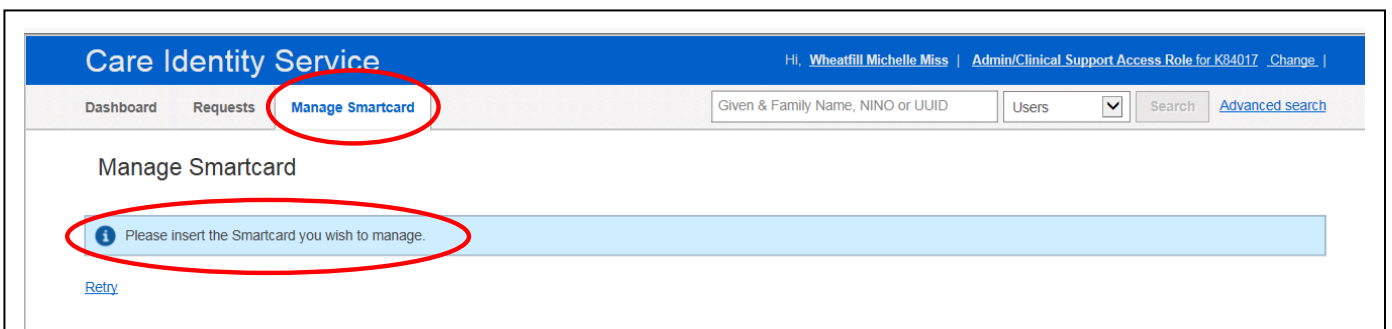 Care Identity Service
Hi, Wheatfill Michelle Miss | Admin/Clinical Support Access Role for K84017 Change |
Dashboard Requests Manage Smartcard
Given & Family Name, NINO or UUID Users Search Advanced search
Manage Smartcard
Please insert the Smartcard you wish to manage.
Retry